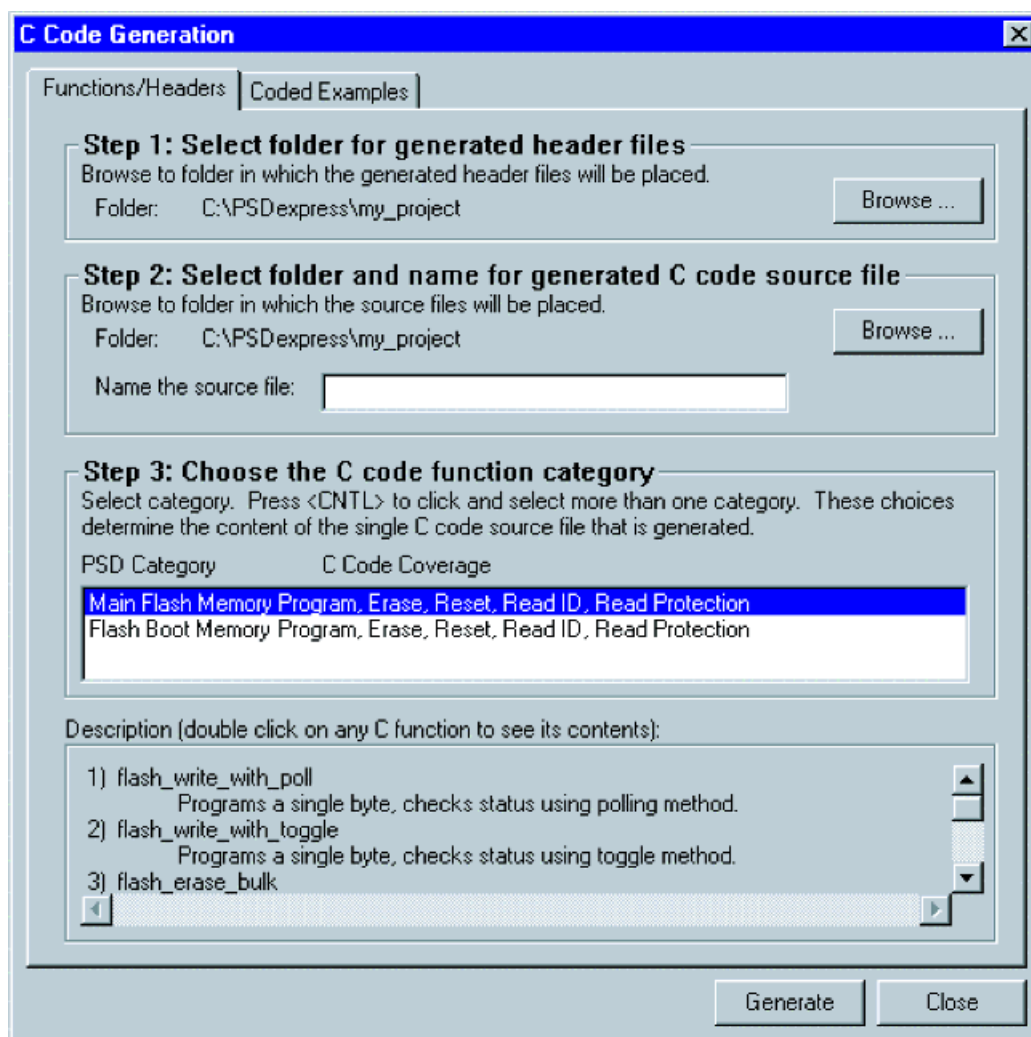 C Code Generation
Functions/Headers
Coded Examples
Step 1: Select folder for generated header files
Browse to folder in which the generated header files will be placed.
Folder: C:\PSDexpress\my_project
Browse ...
Step 2: Select folder and name for generated C code source file
Browse to folder in which the source files will be placed.
Folder: C:\PSDexpress\my_project
Browse ...
Name the source file:
Step 3: Choose the C code function category
Select category. Press <CNTL> to click and select more than one category. These choices
determine the content of the single C code source file that is generated.
PSD Category C Code Coverage
Main Flash Memory Program, Erase, Reset, Read ID, Read Protection
Flash Boot Memory Program, Erase, Reset, Read ID, Read Protection
Description (double click on any C function to see its contents):
1) flash_write_with_poll
Programs a single byte, checks status using polling method.
2) flash_write_with_toggle
Programs a single byte, checks status using toggle method.
3) flash_erase_bulk
Generate
Close